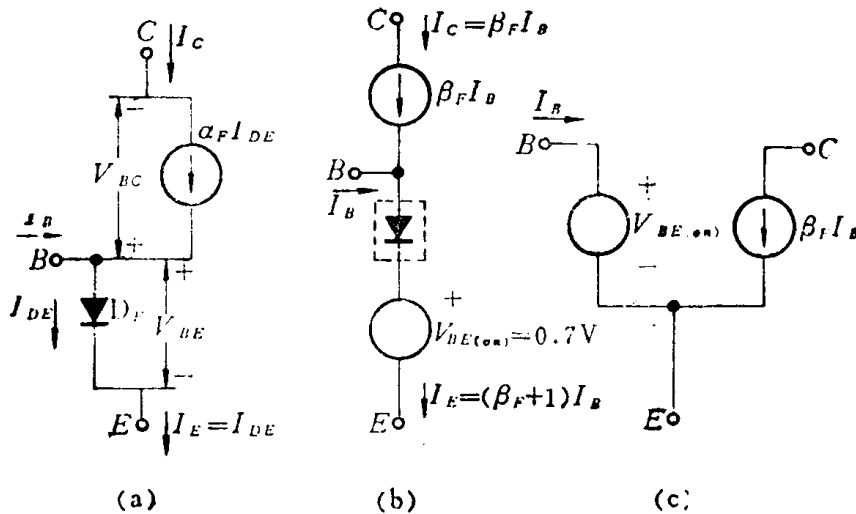 C I_C
α_F I_DE
V_BC
− +
I_B
B
I_DE D_F
+ −
V_BE
E I_E=I_DE
(a)
C I_C=β_F I_B
β_F I_B
B
I_B
+
V_BE(on)=0.7V
E I_E=(β_F+1)I_B
(b)
I_B
B C
+
V_BE(on) β_F I_B
−
E
(c)